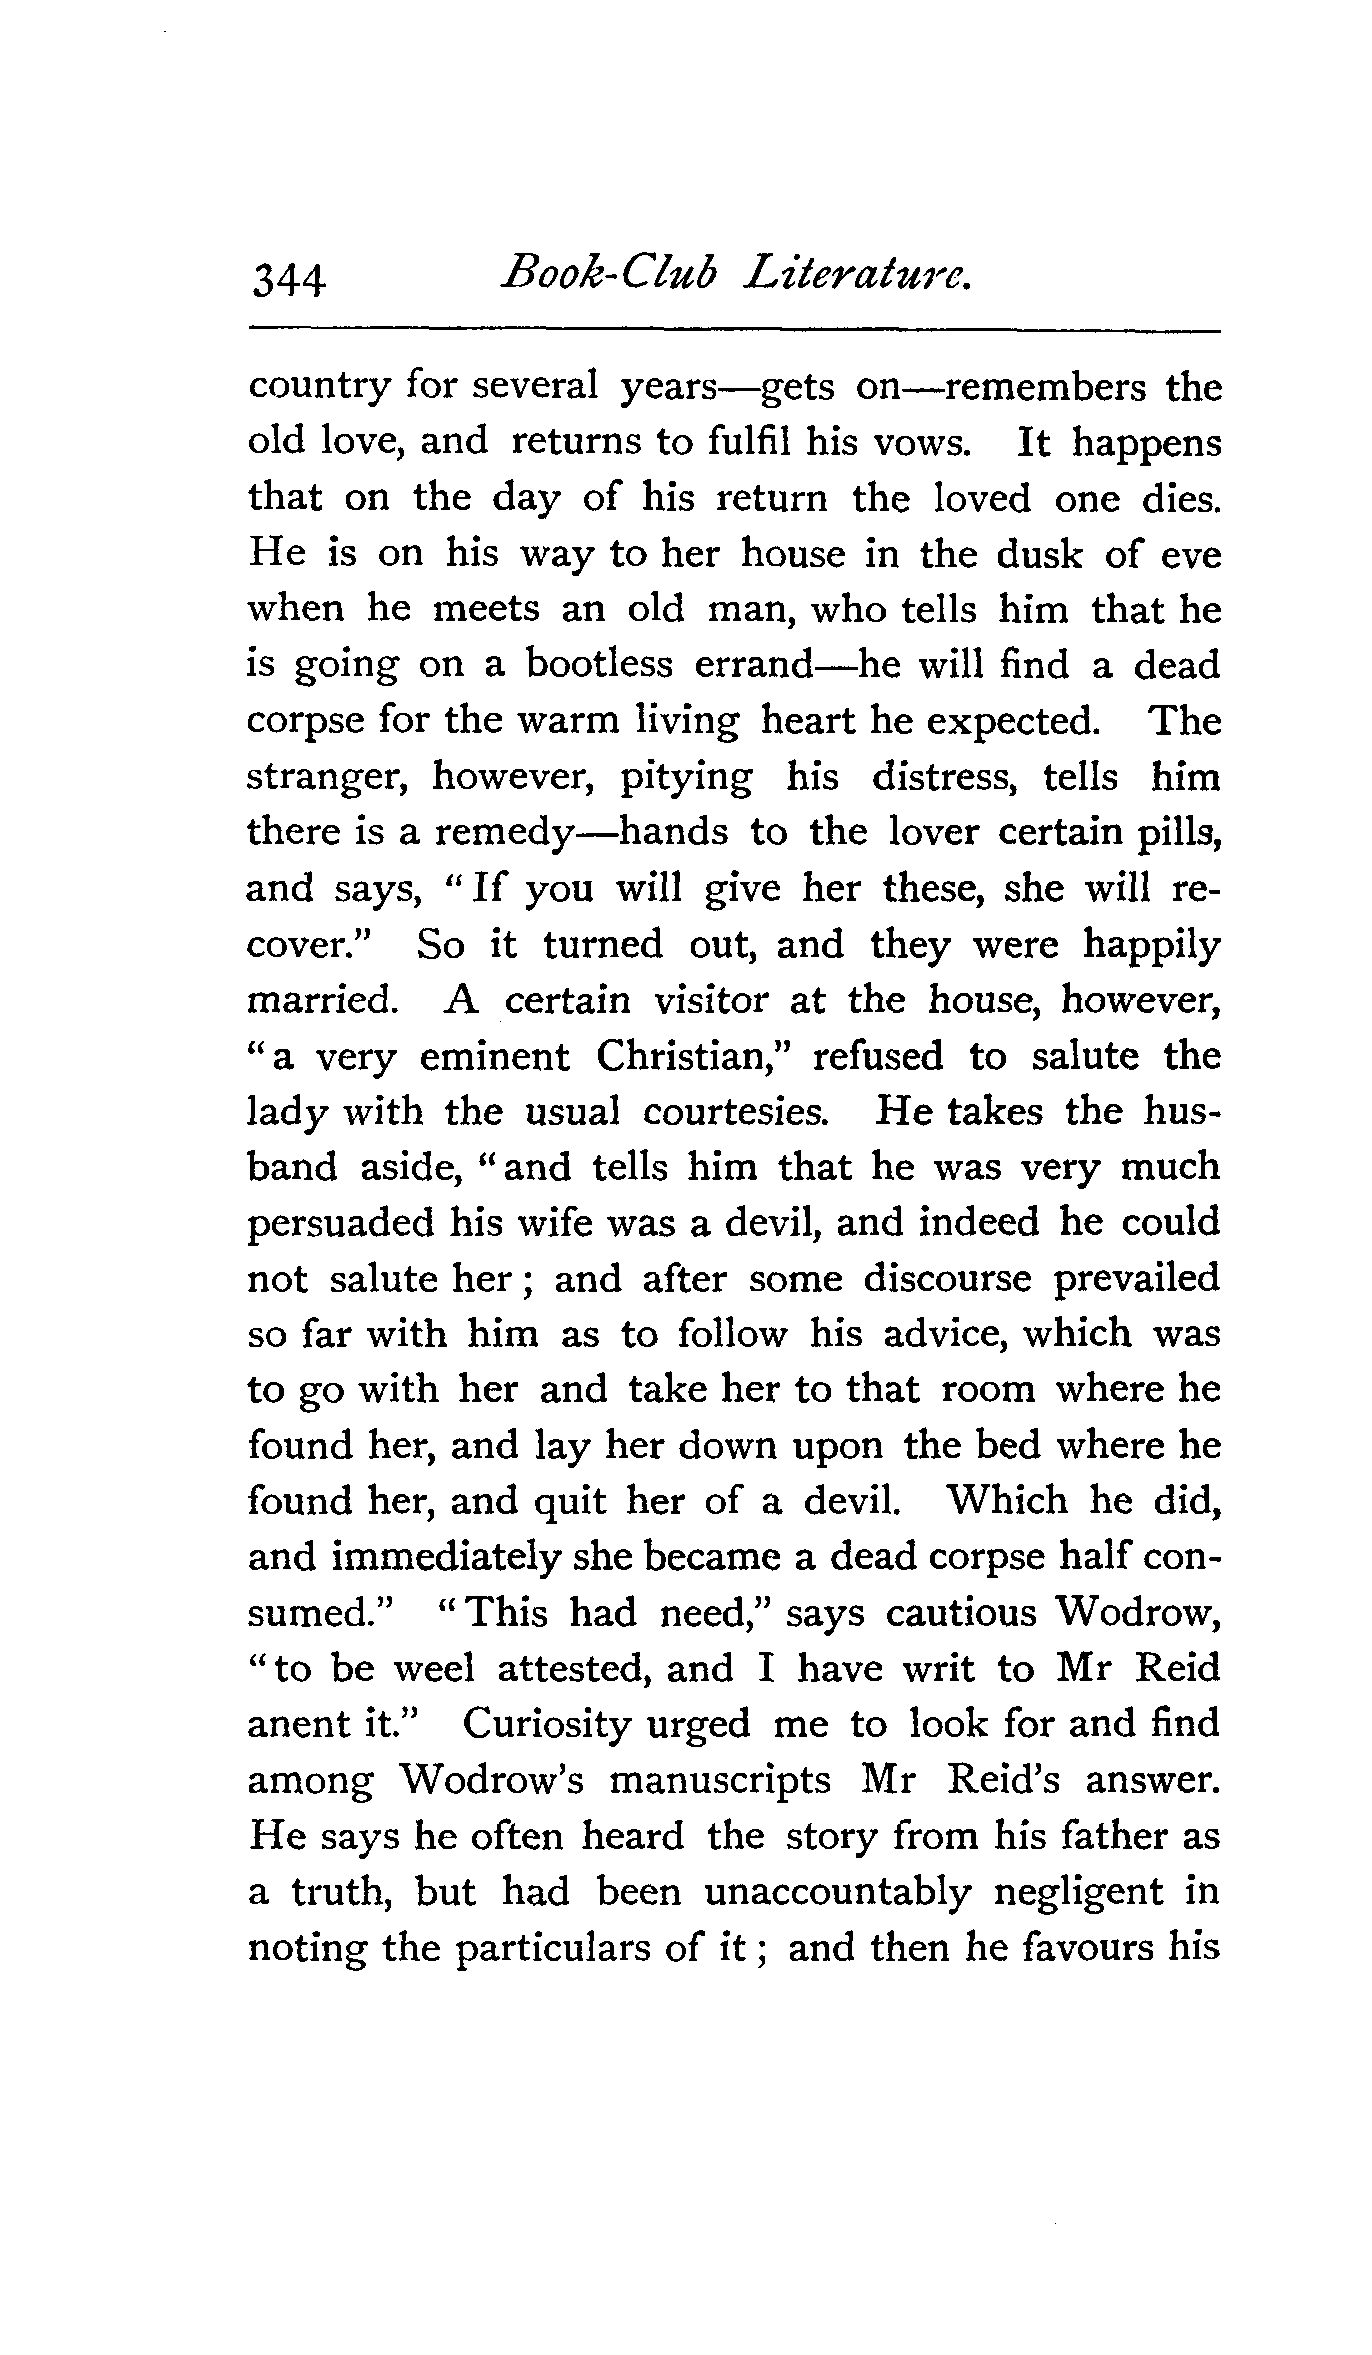 344 Book-Club Literature.
country for several years—gets on—remembers the
old love, and returns to fulfil his vows. It happens
that on the day of his return the loved one dies.
He is on his way to her house in the dusk of eve
when he meets an old man, who tells him that he
is going on a bootless errand—he will find a dead
corpse for the warm living heart he expected. The
stranger, however, pitying his distress, tells him
there is a remedy—hands to the lover certain pills,
and says, "If you will give her these, she will re-
cover." So it turned out, and they were happily
married. A certain visitor at the house, however,
"a very eminent Christian," refused to salute the
lady with the usual courtesies. He takes the hus-
band aside, "and tells him that he was very much
persuaded his wife was a devil, and indeed he could
not salute her; and after some discourse prevailed
so far with him as to follow his advice, which was
to go with her and take her to that room where he
found her, and lay her down upon the bed where he
found her, and quit her of a devil. Which he did,
and immediately she became a dead corpse half con-
sumed." "This had need," says cautious Wodrow,
"to be weel attested, and I have writ to Mr Reid
anent it." Curiosity urged me to look for and find
among Wodrow's manuscripts Mr Reid's answer.
He says he often heard the story from his father as
a truth, but had been unaccountably negligent in
noting the particulars of it; and then he favours his